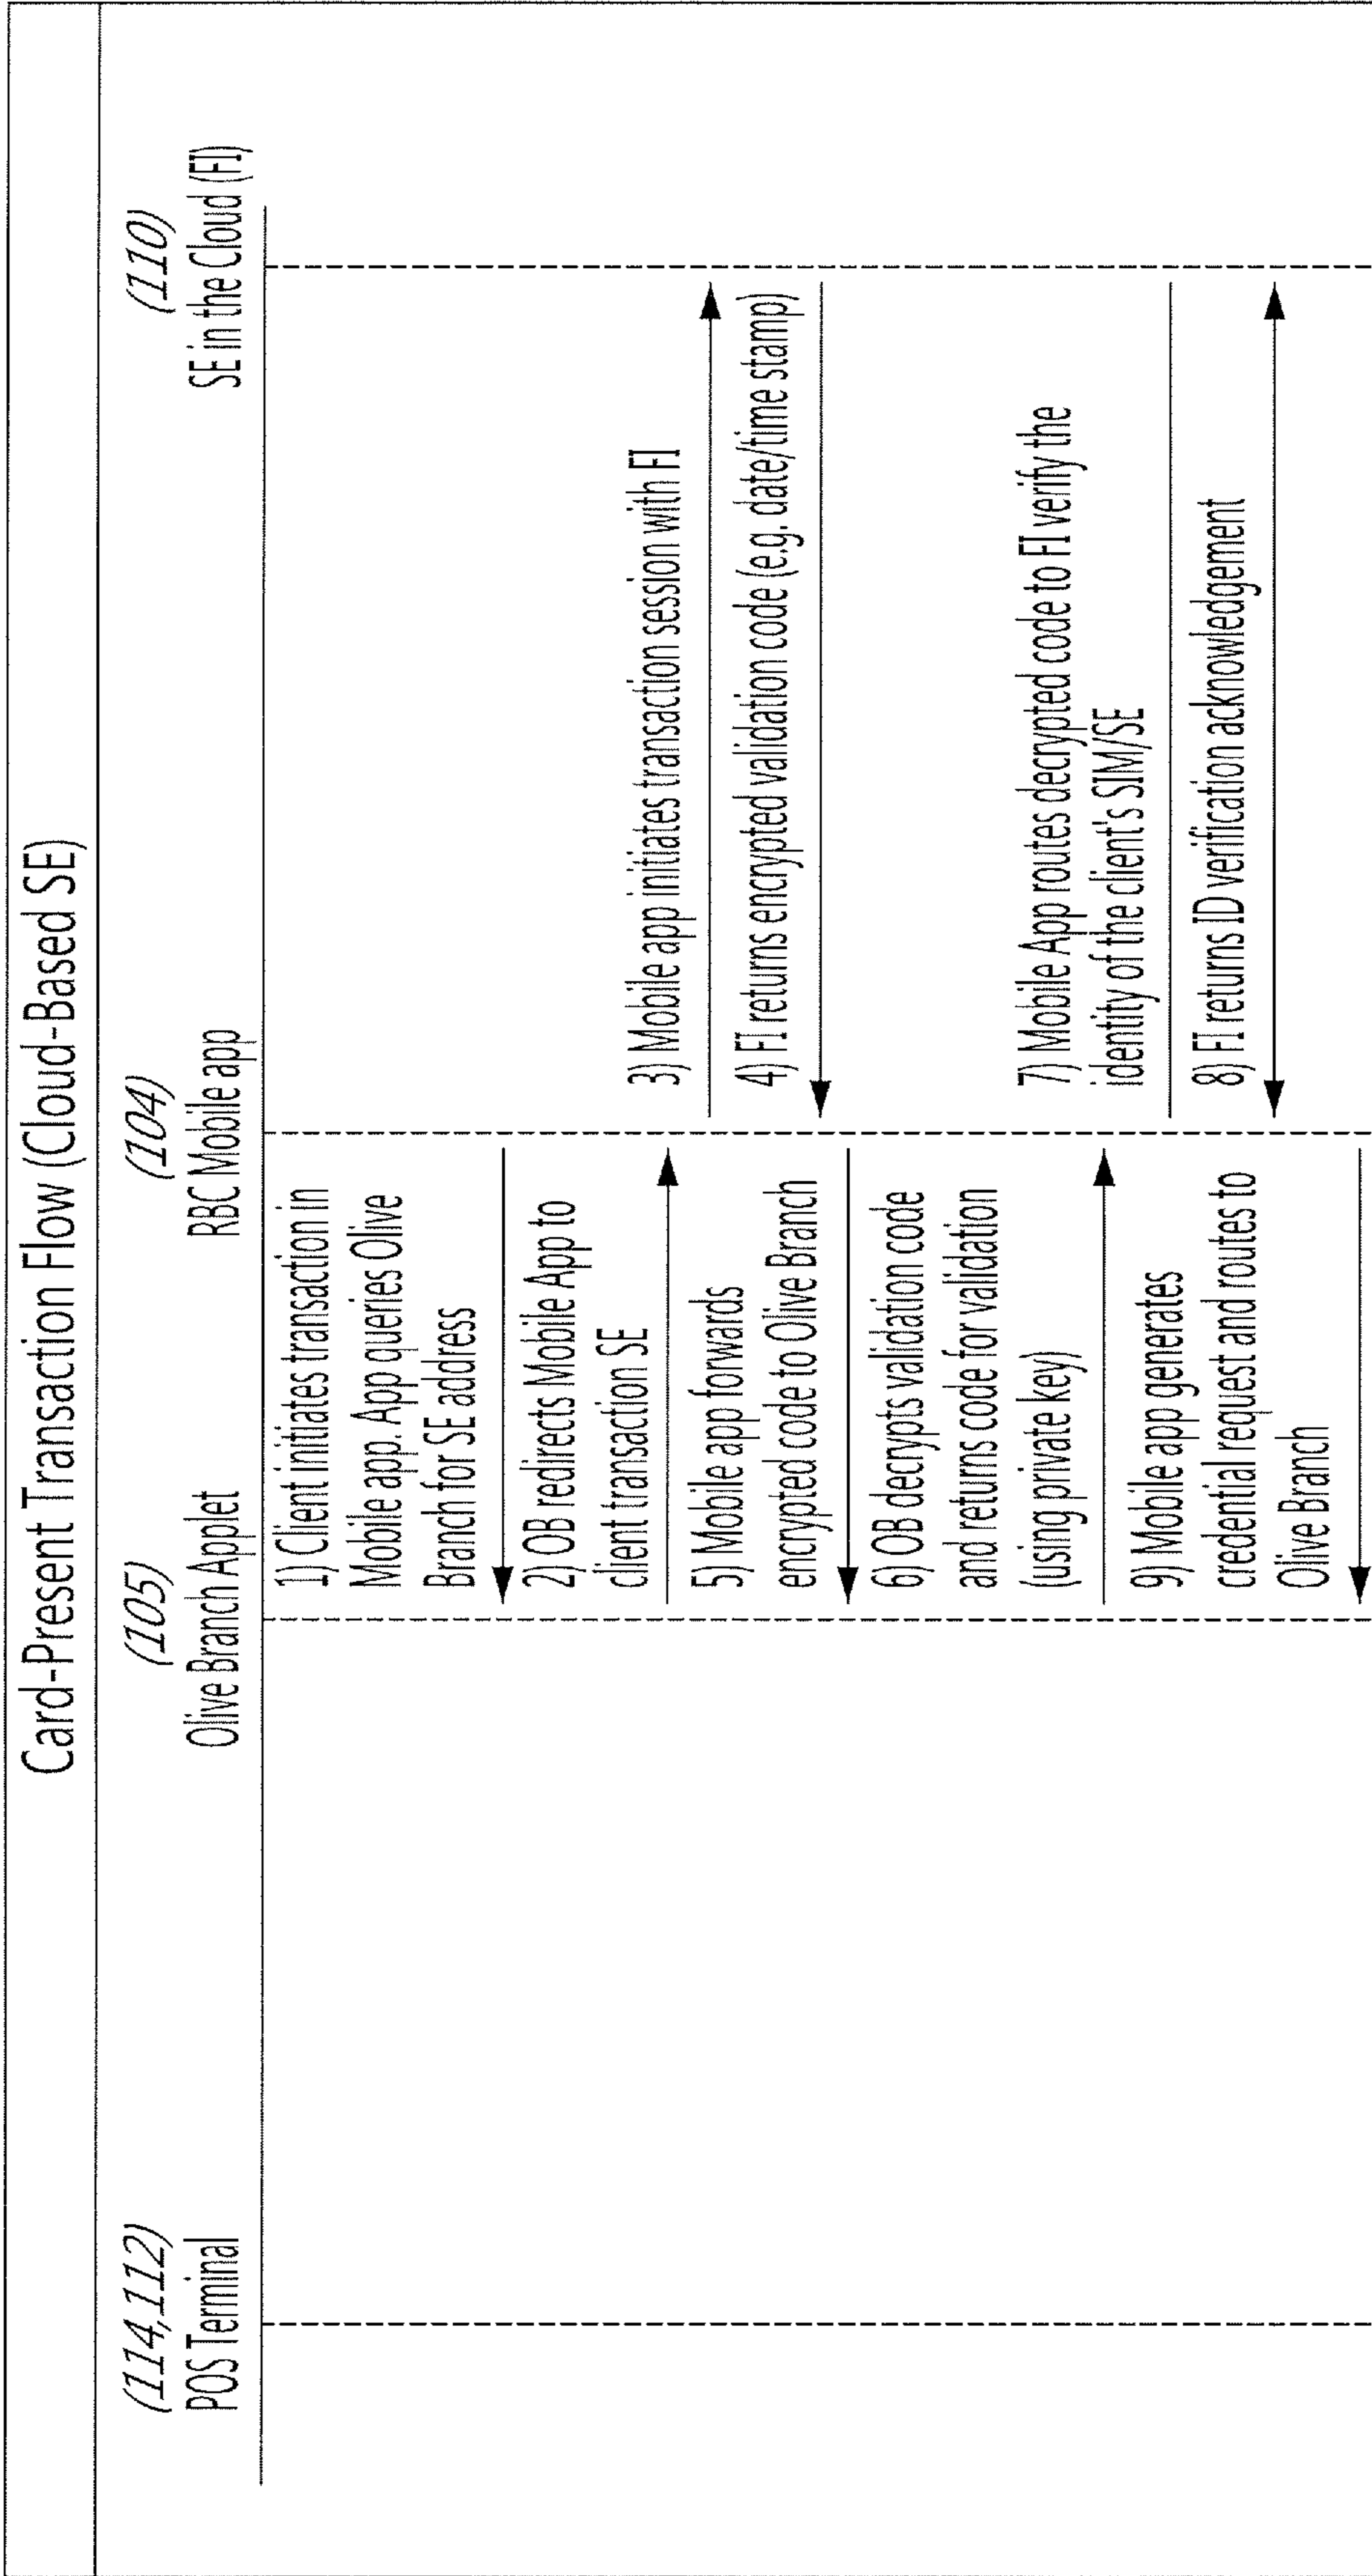 Card-Present Transaction Flow (Cloud-Based SE)
(114,112)
POS Terminal
(105)
Olive Branch Applet
(104)
RBC Mobile app
(110)
SE in the Cloud (FI)
1) Client initiates transaction in
Mobile app. App queries Olive
Branch for SE address
2) OB redirects Mobile App to
client transaction SE
3) Mobile app initiates transaction session with FI
4) FI returns encrypted validation code (e.g. date/time stamp)
5) Mobile app forwards
encrypted code to Olive Branch
6) OB decrypts validation code
and returns code for validation
(using private key)
7) Mobile App routes decrypted code to FI verify the
identity of the client's SIM/SE
8) FI returns ID verification acknowledgement
9) Mobile app generates
credential request and routes to
Olive Branch